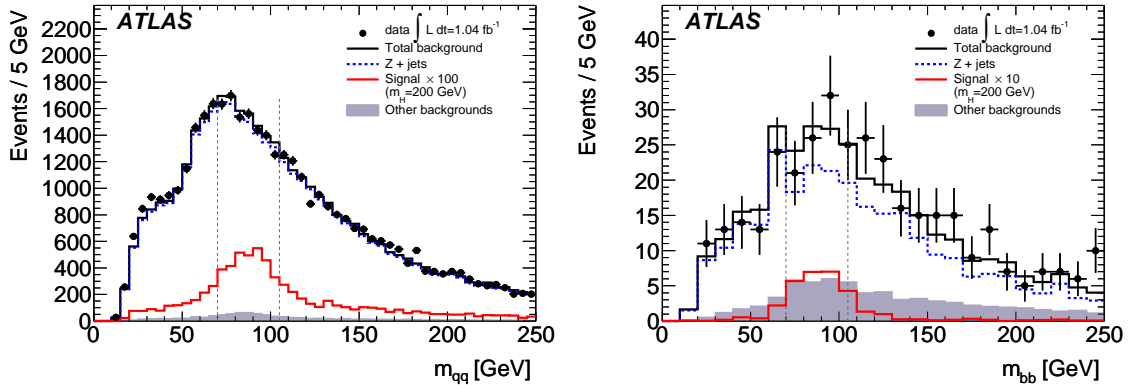 ATLAS
data ∫ L dt=1.04 fb⁻¹
Total background
Z + jets
Signal × 100
(m_H=200 GeV)
Other backgrounds
Events / 5 GeV
2200
2000
1800
1600
1400
1200
1000
800
600
400
200
0
0 50 100 150 200 250
m_qq [GeV]
ATLAS
data ∫ L dt=1.04 fb⁻¹
Total background
Z + jets
Signal × 10
(m_H=200 GeV)
Other backgrounds
Events / 5 GeV
40
35
30
25
20
15
10
5
0
0 50 100 150 200 250
m_bb [GeV]